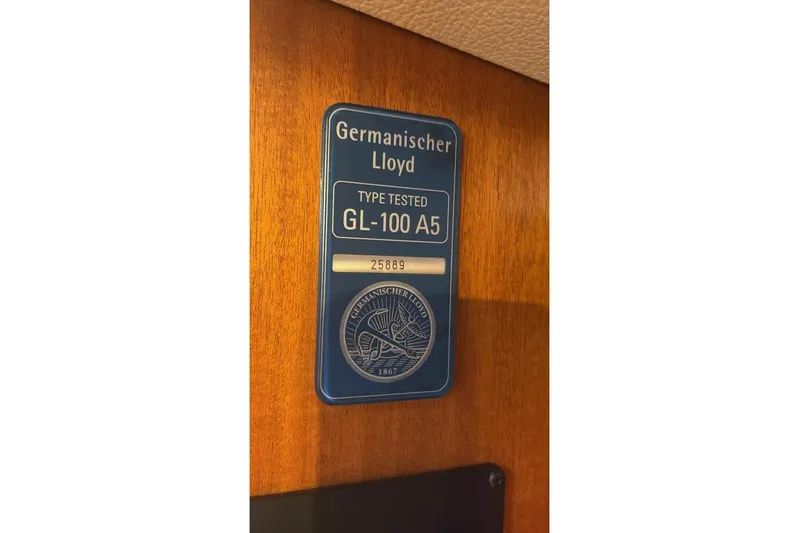 Germanischer
Lloyd
TYPE TESTED
GL-100 A5
25889
GERMANISCHER LLOYD
1867